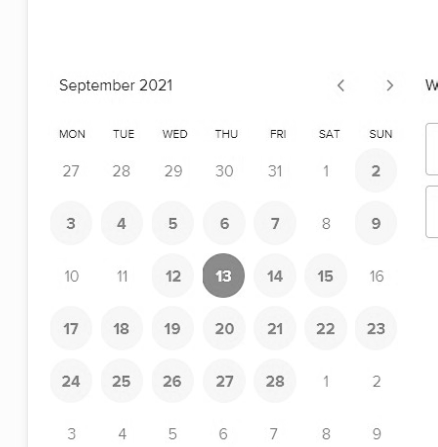 September 2021 < > W
MON TUE WED THU FRI SAT SUN
27 28 29 30 31 1 2
3 4 5 6 7 8 9
10 11 12 13 14 15 16
17 18 19 20 21 22 23
24 25 26 27 28 1 2
3 4 5 6 7 8 9